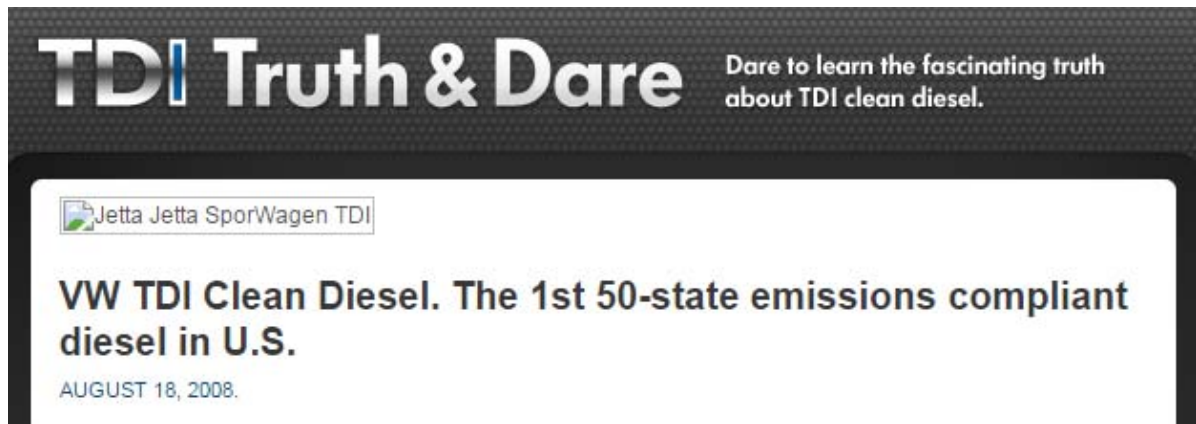 TDI Truth & Dare
Dare to learn the fascinating truth
about TDI clean diesel.
Jetta Jetta SporWagen TDI
VW TDI Clean Diesel. The 1st 50-state emissions compliant
diesel in U.S.
AUGUST 18, 2008.